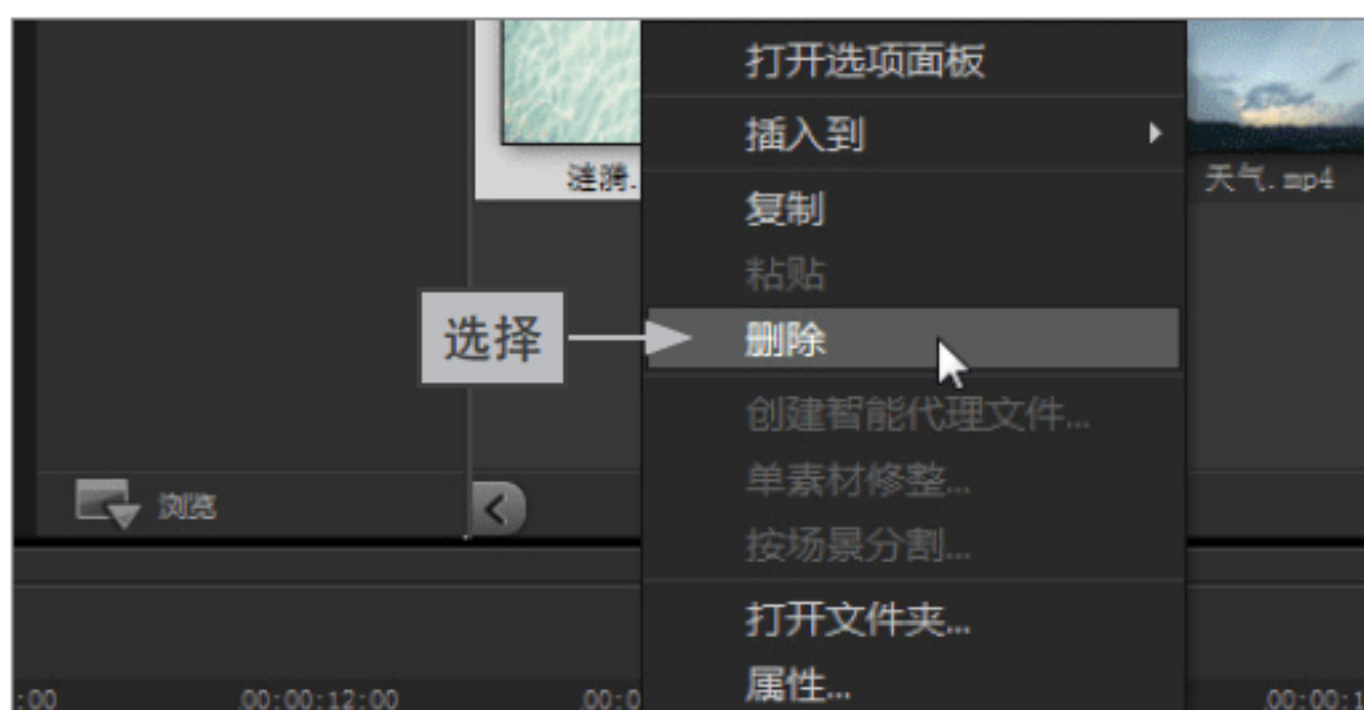 打开选项面板
插入到
涟漪.
天气.mp4
复制
粘贴
选择
删除
创建智能代理文件...
单素材修整...
浏览
按场景分割...
打开文件夹...
属性...
:00
00:00:12:00
00:0
00:00:1